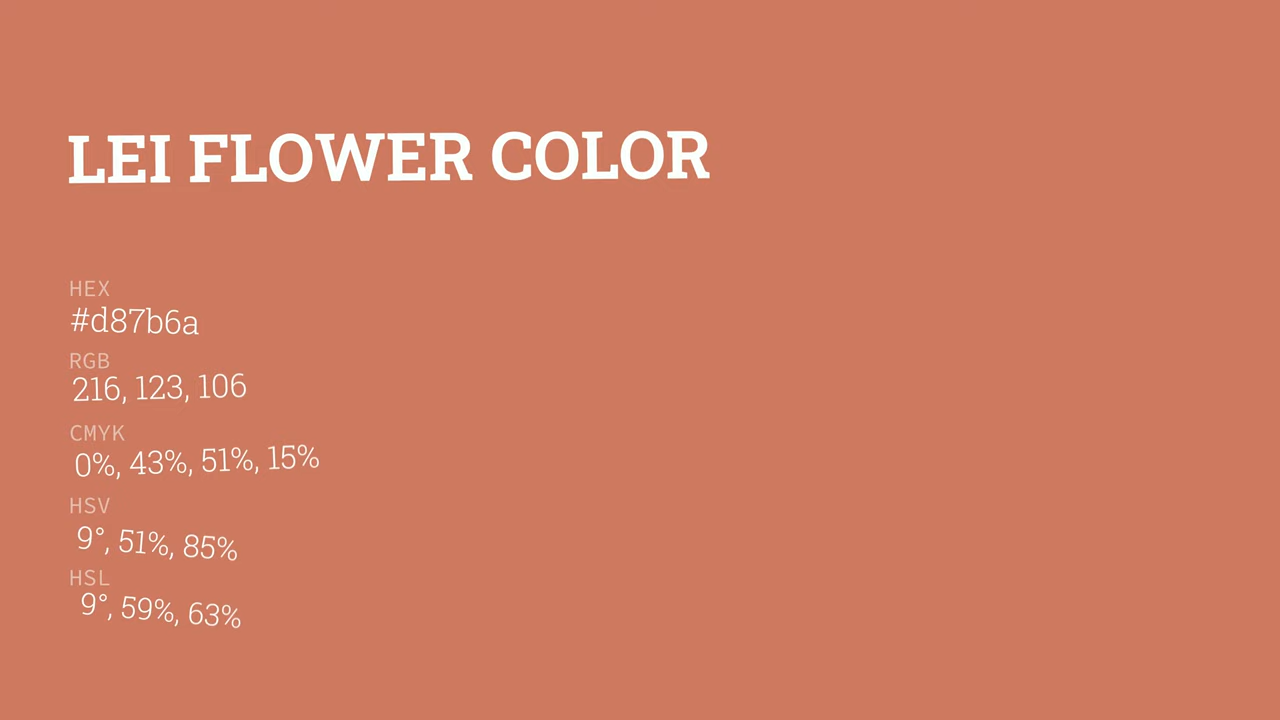 LEI FLOWER COLOR
HEX
#d87b6a
RGB
216, 123, 106
CMYK
0%, 43%, 51%, 15%
HSV
9°, 51%, 85%
HSL
9°, 59%, 63%